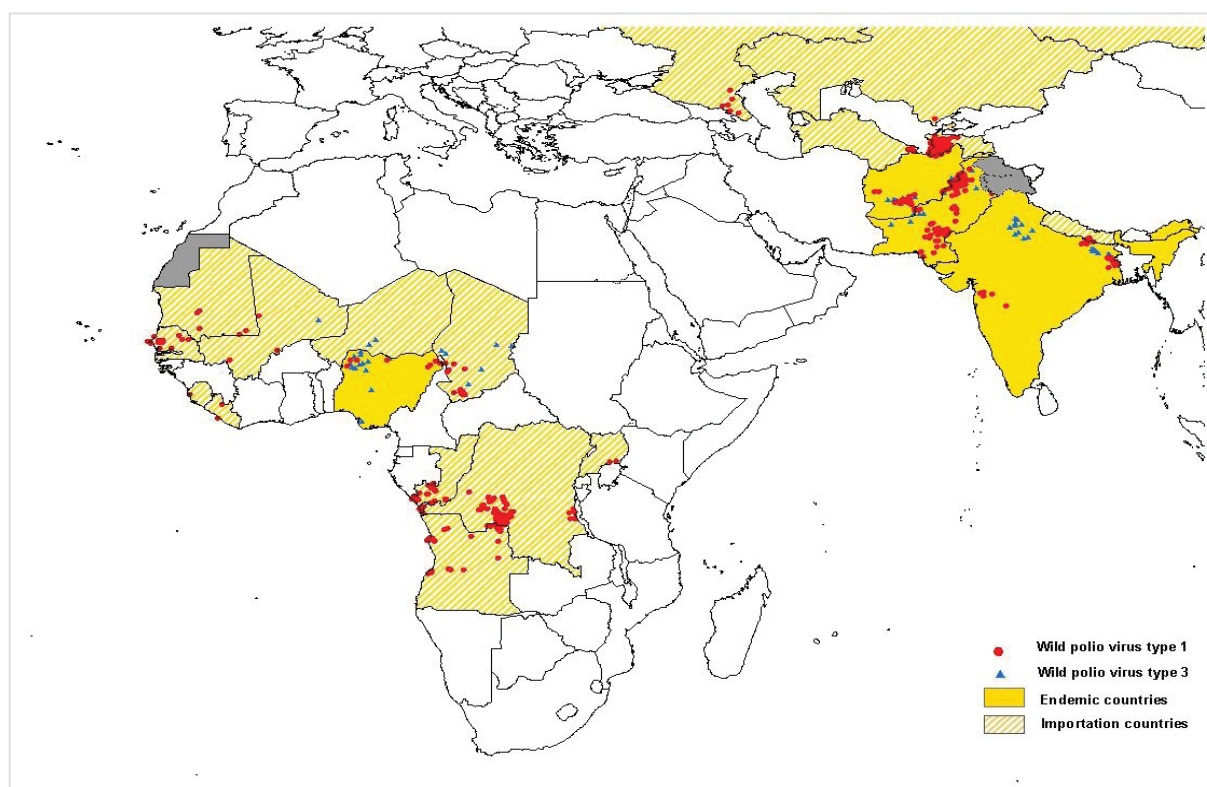 Wild polio virus type 1
Wild polio virus type 3
Endemic countries
Importation countries